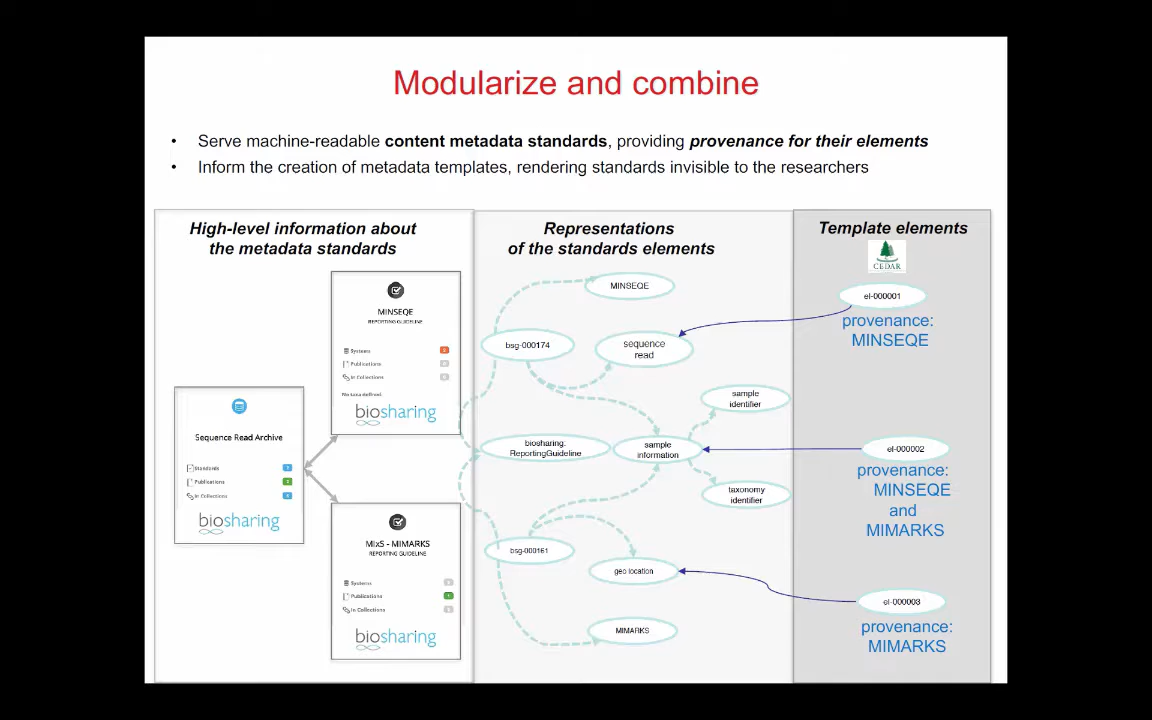 Modularize and combine
• Serve machine-readable content metadata standards, providing provenance for their elements
• Inform the creation of metadata templates, rendering standards invisible to the researchers
High-level information about
the metadata standards
MINSEQE
REPORTING GUIDELINE
Systems
Publications
In Collections
No taxa defined
biosharing
Sequence Read Archive
Standards
Publications
In Collections
biosharing
MIxS - MIMARKS
REPORTING GUIDELINE
Systems
Publications
In Collections
biosharing
Representations
of the standards elements
MINSEQE
bsg-000174
sequence
read
sample
identifier
biosharing:
ReportingGuideline
sample
information
taxonomy
identifier
bsg-000161
geo location
MIMARKS
Template elements
CEDAR
el-000001
provenance:
MINSEQE
el-000002
provenance:
MINSEQE
and
MIMARKS
el-000003
provenance:
MIMARKS